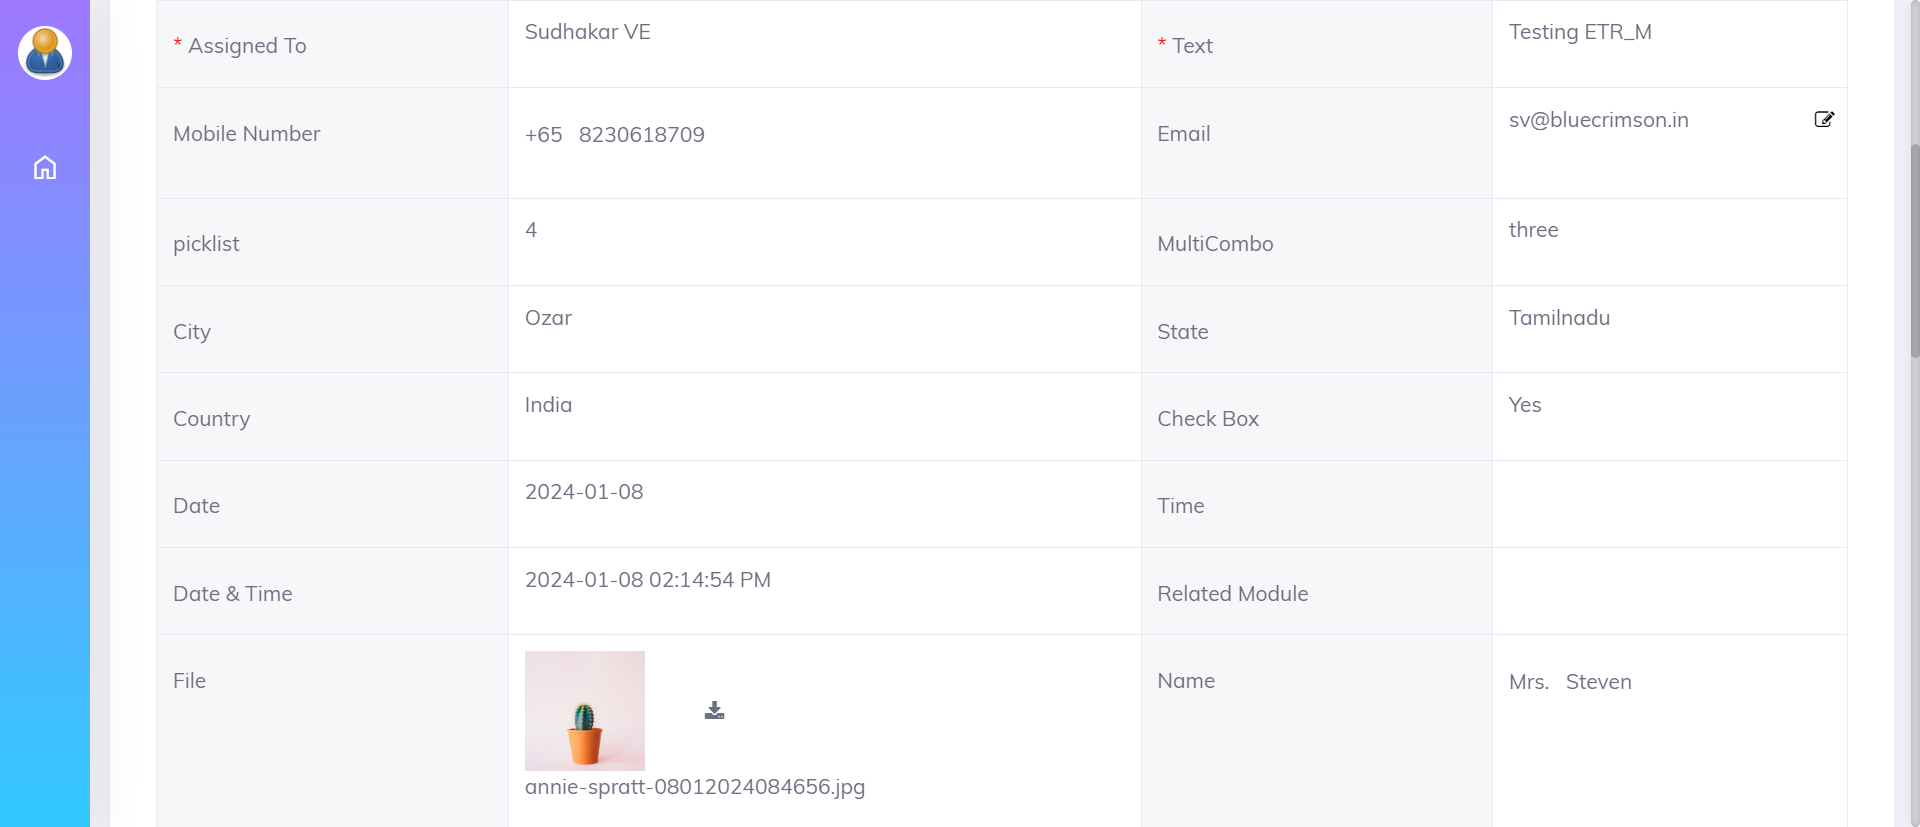 * Assigned To
Sudhakar VE
* Text
Testing ETR_M
Mobile Number
+65 8230618709
Email
sv@bluecrimson.in
picklist
4
MultiCombo
three
City
Ozar
State
Tamilnadu
Country
India
Check Box
Yes
Date
2024-01-08
Time
Date & Time
2024-01-08 02:14:54 PM
Related Module
File
annie-spratt-08012024084656.jpg
Name
Mrs. Steven